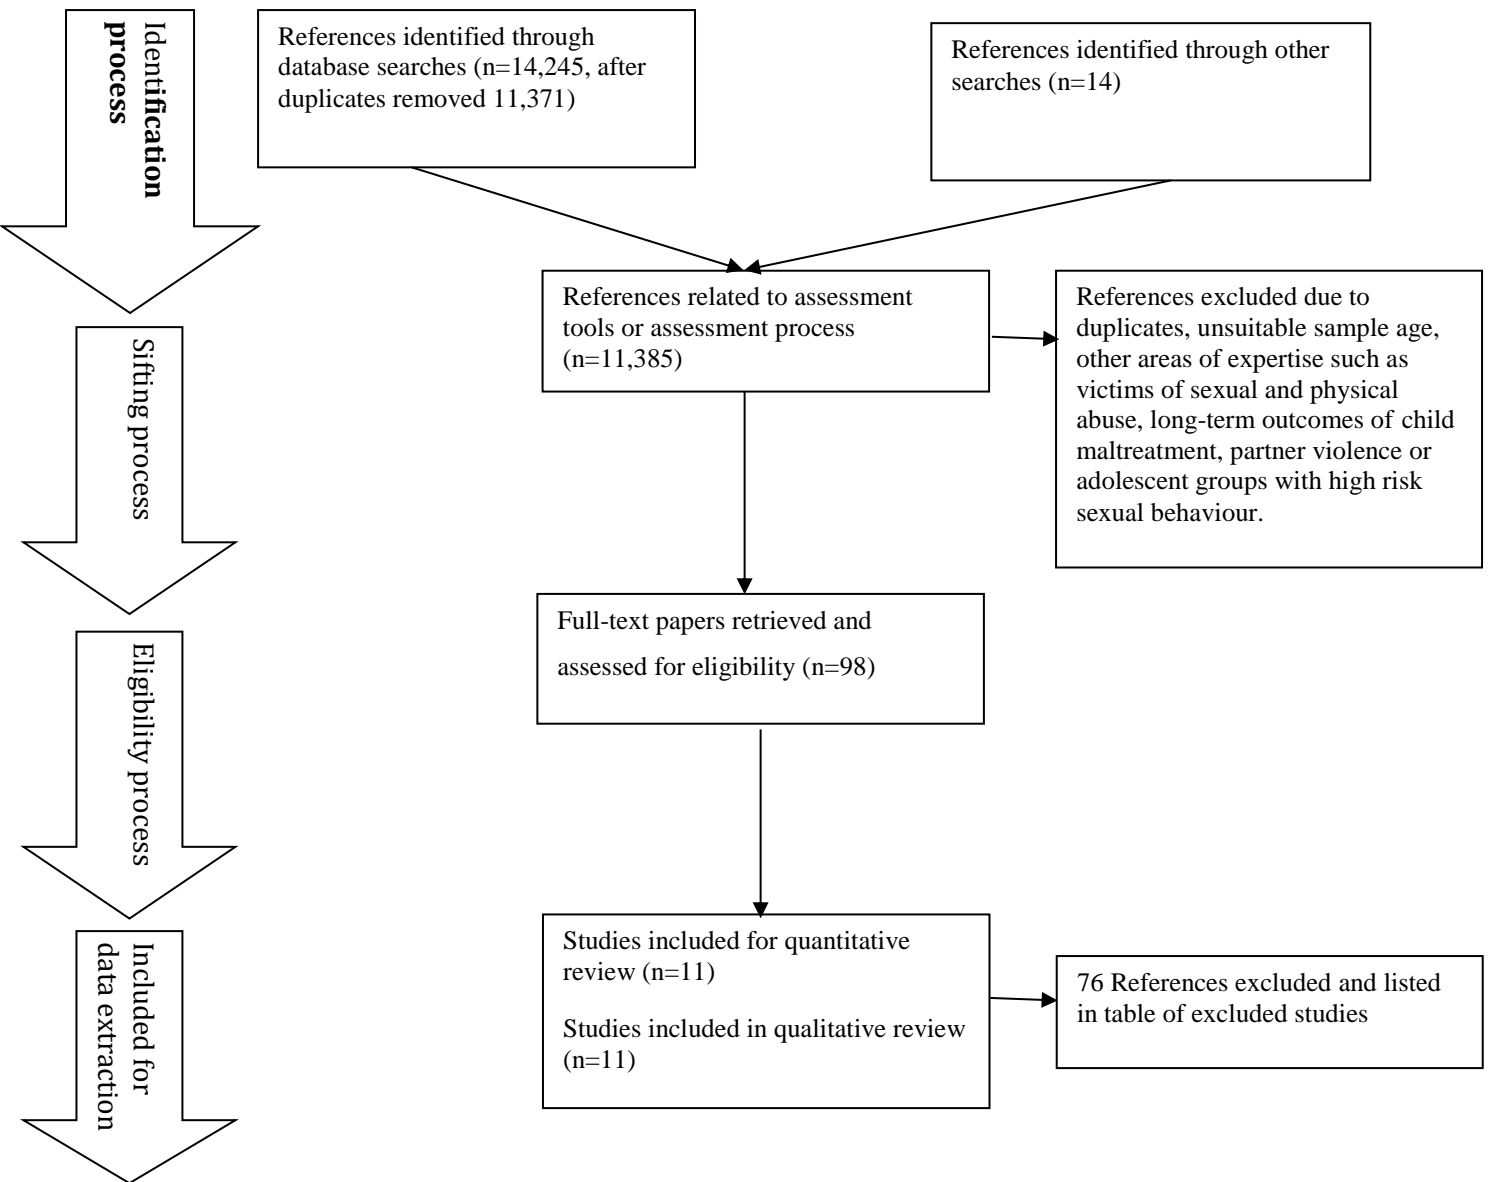 Identification
process
References identified through
database searches (n=14,245, after
duplicates removed 11,371)
References identified through other
searches (n=14)
Sifting process
References related to assessment
tools or assessment process
(n=11,385)
References excluded due to
duplicates, unsuitable sample age,
other areas of expertise such as
victims of sexual and physical
abuse, long-term outcomes of child
maltreatment, partner violence or
adolescent groups with high risk
sexual behaviour.
Eligibility process
Full-text papers retrieved and
assessed for eligibility (n=98)
Included for
data extraction
Studies included for quantitative
review (n=11)
Studies included in qualitative review
(n=11)
76 References excluded and listed
in table of excluded studies